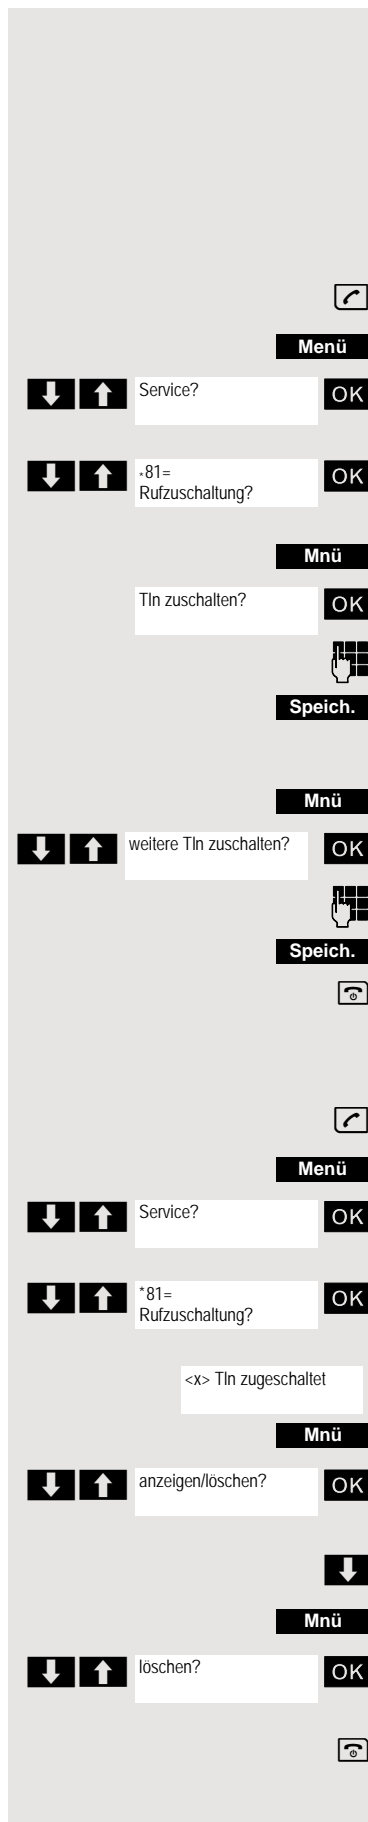 Menü
Service? OK
*81=
Rufzuschaltung? OK
Mnü
Tln zuschalten? OK
Speich.
Mnü
weitere Tln zuschalten? OK
Speich.
Menü
Service? OK
*81=
Rufzuschaltung? OK
<x> Tln zugeschaltet
Mnü
anzeigen/löschen? OK
Mnü
löschen? OK